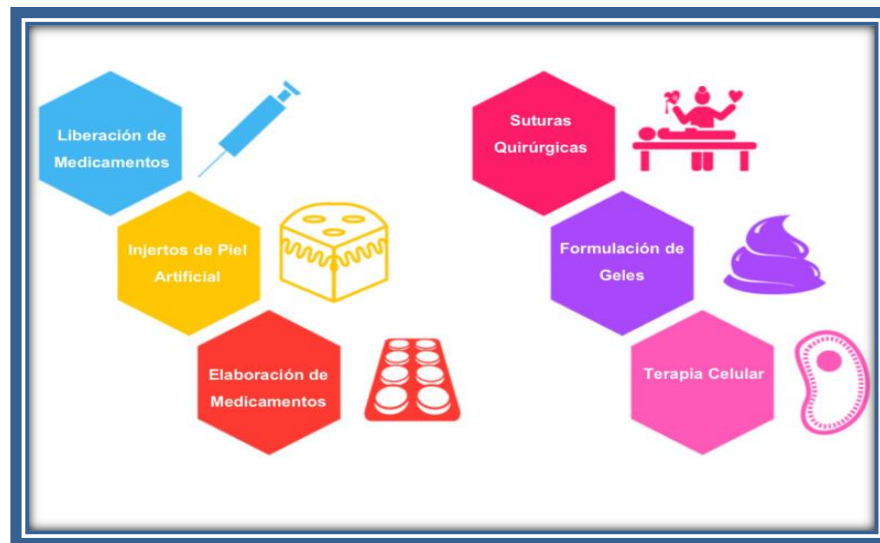 Liberación de
Medicamentos
Injertos de Piel
Artificial
Elaboración de
Medicamentos
Suturas
Quirúrgicas
Formulación de
Geles
Terapia Celular